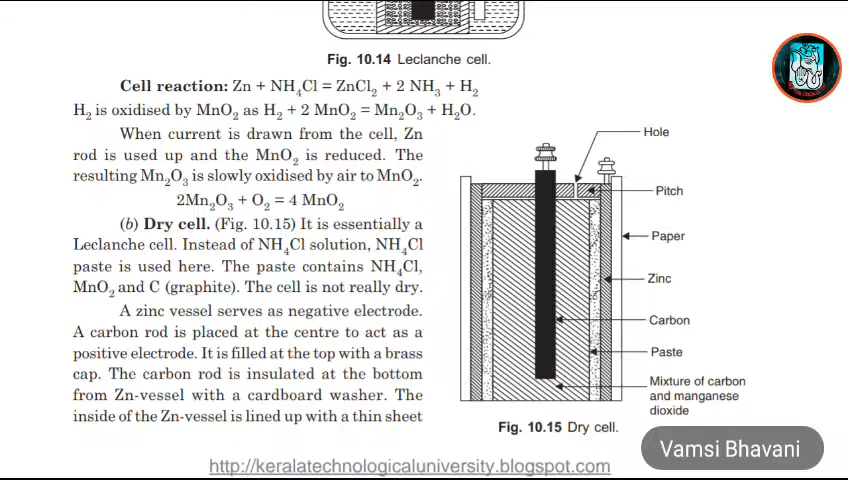 Fig. 10.14 Leclanche cell.
Cell reaction: Zn + NH₄Cl = ZnCl₂ + 2 NH₃ + H₂
H₂ is oxidised by MnO₂ as H₂ + 2 MnO₂ = Mn₂O₃ + H₂O.
When current is drawn from the cell, Zn
rod is used up and the MnO₂ is reduced. The
resulting Mn₂O₃ is slowly oxidised by air to MnO₂.
2Mn₂O₃ + O₂ = 4 MnO₂
(b) Dry cell. (Fig. 10.15) It is essentially a
Leclanche cell. Instead of NH₄Cl solution, NH₄Cl
paste is used here. The paste contains NH₄Cl,
MnO₂ and C (graphite). The cell is not really dry.
A zinc vessel serves as negative electrode.
A carbon rod is placed at the centre to act as a
positive electrode. It is filled at the top with a brass
cap. The carbon rod is insulated at the bottom
from Zn-vessel with a cardboard washer. The
inside of the Zn-vessel is lined up with a thin sheet
Hole
Pitch
Paper
Zinc
Carbon
Paste
Mixture of carbon
and manganese
dioxide
Fig. 10.15 Dry cell.
Vamsi Bhavani
http://keralatechnologicaluniversity.blogspot.com